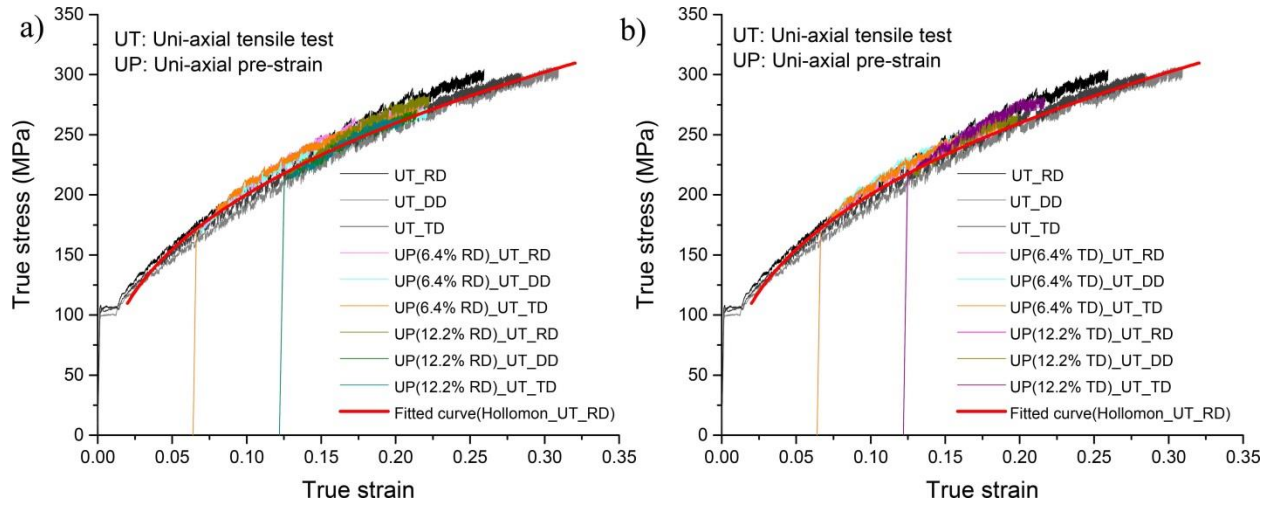 a)
UT: Uni-axial tensile test
UP: Uni-axial pre-strain
True stress (MPa)
350
300
250
200
150
100
50
0
UT_RD
UT_DD
UT_TD
UP(6.4% RD)_UT_RD
UP(6.4% RD)_UT_DD
UP(6.4% RD)_UT_TD
UP(12.2% RD)_UT_RD
UP(12.2% RD)_UT_DD
UP(12.2% RD)_UT_TD
Fitted curve(Hollomon_UT_RD)
0.00 0.05 0.10 0.15 0.20 0.25 0.30 0.35
True strain
b)
UT: Uni-axial tensile test
UP: Uni-axial pre-strain
True stress (MPa)
350
300
250
200
150
100
50
0
UT_RD
UT_DD
UT_TD
UP(6.4% TD)_UT_RD
UP(6.4% TD)_UT_DD
UP(6.4% TD)_UT_TD
UP(12.2% TD)_UT_RD
UP(12.2% TD)_UT_DD
UP(12.2% TD)_UT_TD
Fitted curve(Hollomon_UT_RD)
0.00 0.05 0.10 0.15 0.20 0.25 0.30 0.35
True strain